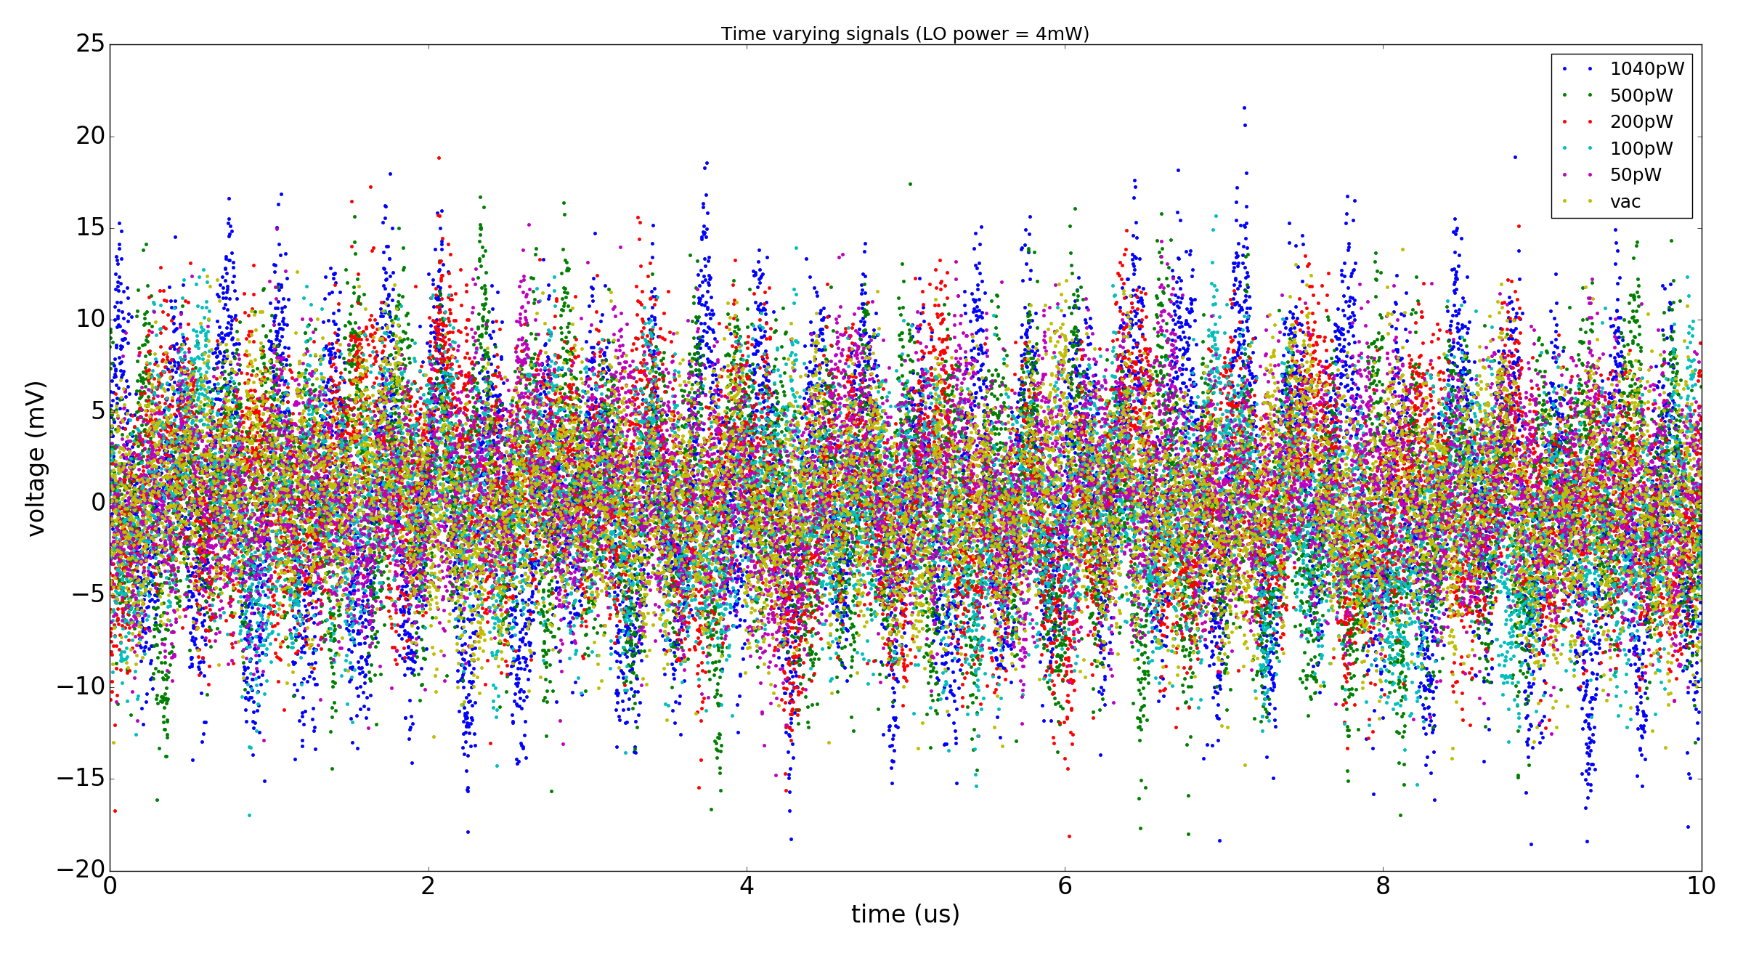 Time varying signals (LO power = 4mW)
25
20
15
10
5
0
−5
−10
−15
−20
voltage (mV)
1040pW
500pW
200pW
100pW
50pW
vac
0 2 4 6 8 10
time (us)